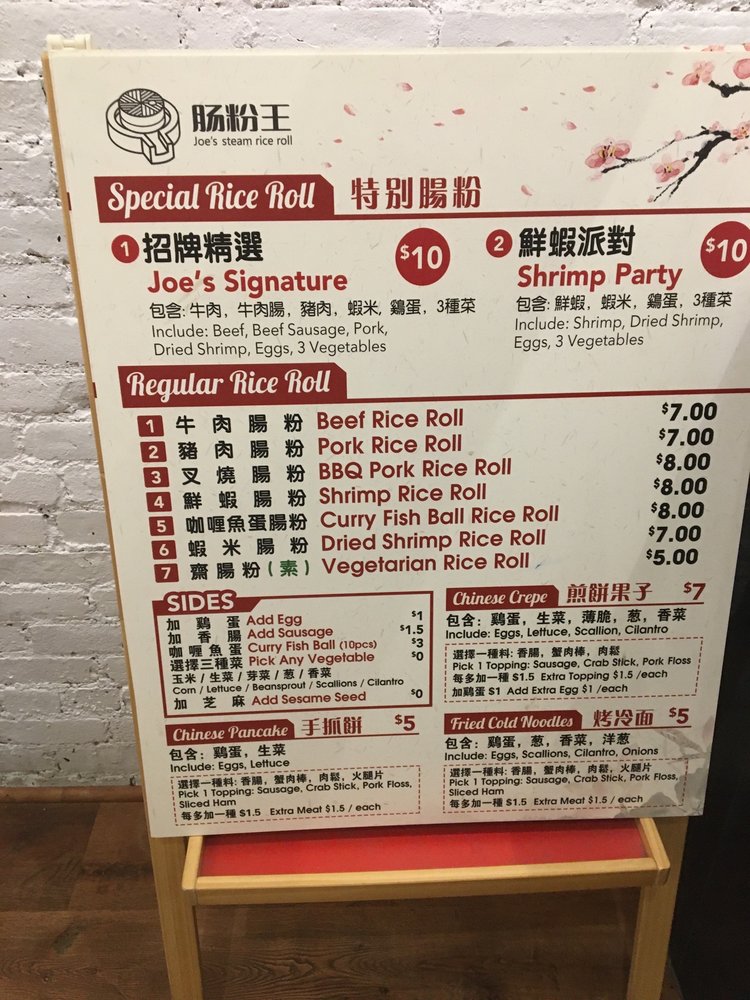 肠粉王
Joe's steam rice roll
Special Rice Roll 特别腸粉
1 招牌精選 $10
Joe's Signature
包含: 牛肉, 牛肉腸, 豬肉, 蝦米, 鷄蛋, 3種菜
Include: Beef, Beef Sausage, Pork,
Dried Shrimp, Eggs, 3 Vegetables
2 鮮蝦派對 $10
Shrimp Party
包含: 鮮蝦, 蝦米, 鷄蛋, 3種菜
Include: Shrimp, Dried Shrimp,
Eggs, 3 Vegetables
Regular Rice Roll
1 牛肉腸粉 Beef Rice Roll $7.00
2 豬肉腸粉 Pork Rice Roll $7.00
3 叉燒腸粉 BBQ Pork Rice Roll $8.00
4 鮮蝦腸粉 Shrimp Rice Roll $8.00
5 咖喱魚蛋腸粉 Curry Fish Ball Rice Roll $8.00
6 蝦米腸粉 Dried Shrimp Rice Roll $7.00
7 齋腸粉(素) Vegetarian Rice Roll $5.00
SIDES
加鷄蛋 Add Egg $1
加香腸 Add Sausage $1.5
咖喱魚蛋 Curry Fish Ball (10pcs) $3
選擇三種菜 Pick Any Vegetable $0
玉米/生菜/芽菜/葱/香菜
Corn / Lettuce / Beansprout / Scallions / Cilantro
加芝麻 Add Sesame Seed $0
Chinese Crepe 煎餅果子 $7
包含: 鷄蛋, 生菜, 薄脆, 葱, 香菜
Include: Eggs, Lettuce, Scallion, Cilantro
選擇一種料: 香腸, 蟹肉棒, 肉鬆
Pick 1 Topping: Sausage, Crab Stick, Pork Floss
每多加一種 $1.5 Extra Topping $1.5 /each
加鷄蛋 $1 Add Extra Egg $1 /each
Chinese Pancake 手抓餅 $5
包含: 鷄蛋, 生菜
Include: Eggs, Lettuce
選擇一種料: 香腸, 蟹肉棒, 肉鬆, 火腿片
Pick 1 Topping: Sausage, Crab Stick, Pork Floss,
Sliced Ham
每多加一種 $1.5 Extra Meat $1.5 / each
Fried Cold Noodles 烤冷面 $5
包含: 鷄蛋, 葱, 香菜, 洋葱
Include: Eggs, Scallions, Cilantro, Onions
選擇一種料: 香腸, 蟹肉棒, 肉鬆, 火腿片
Pick 1 Topping: Sausage, Crab Stick, Pork Floss,
Sliced Ham
每多加一種 $1.5 Extra Meat $1.5 / each